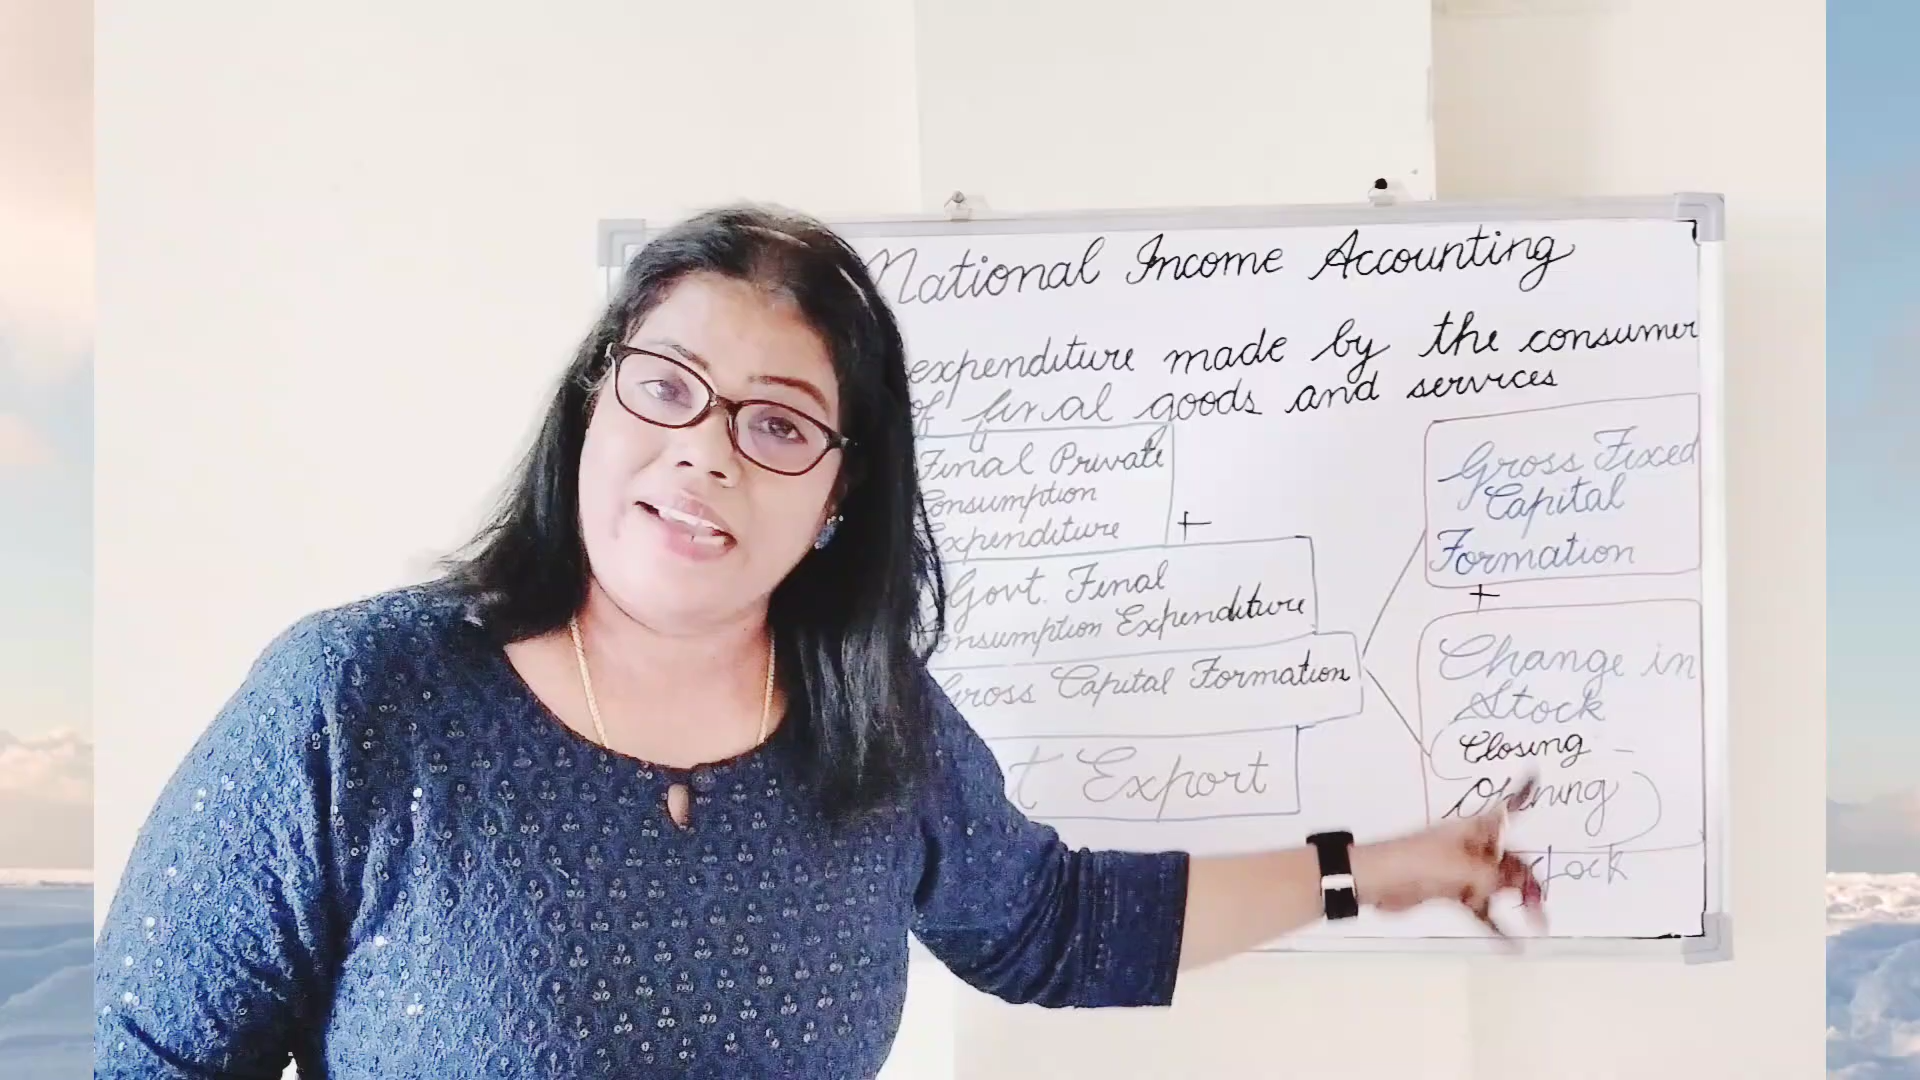 National Income Accounting
expenditure made by the consumer
of final goods and services
Final Private
Consumption
Expenditure
+
Govt. Final
Consumption Expenditure
Gross Capital Formation
Export
Gross Fixed
Capital
Formation
+
Change in
Stock
Closing -
Opening